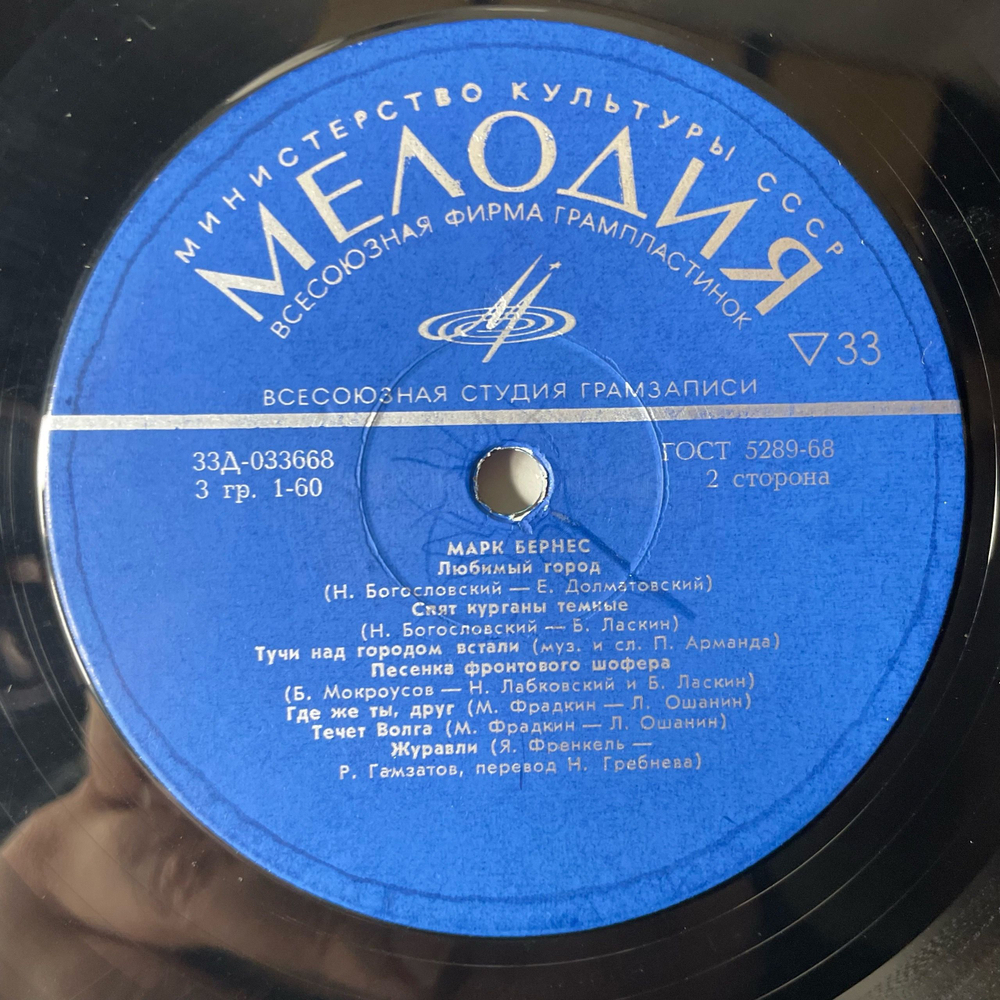 МИНИСТЕРСТВО КУЛЬТУРЫ СССР
МЕЛОДИЯ
ВСЕСОЮЗНАЯ ФИРМА ГРАМПЛАСТИНОК
▽33
ВСЕСОЮЗНАЯ СТУДИЯ ГРАМЗАПИСИ
33Д-033668
ГОСТ 5289-68
3 гр. 1-60
2 сторона
МАРК БЕРНЕС
Любимый город
(Н. Богословский — Е. Долматовский)
Спят курганы темные
(Н. Богословский — Б. Ласкин)
Тучи над городом встали (муз. и сл. П. Арманда)
Песенка фронтового шофера
(Б. Мокроусов — Н. Лабковский и Б. Ласкин)
Где же ты, друг (М. Фрадкин — Л. Ошанин)
Течет Волга (М. Фрадкин — Л. Ошанин)
Журавли (Я. Френкель —
Р. Гамзатов, перевод Н. Гребнева)